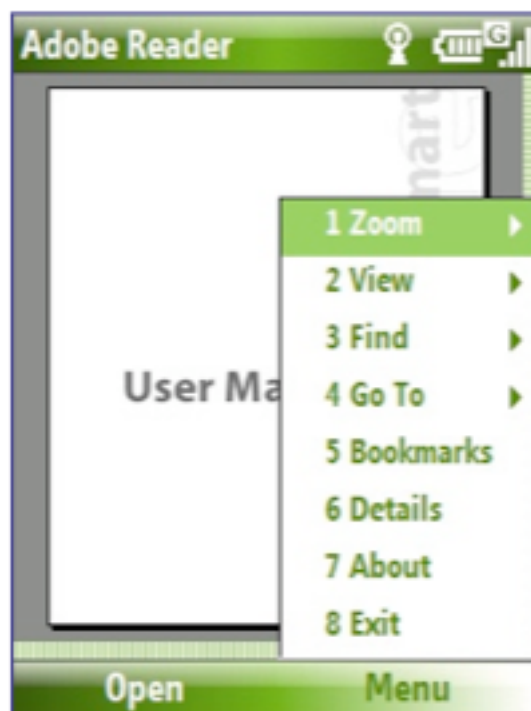 Adobe Reader
G
mart
1 Zoom
2 View
3 Find
User Ma
4 Go To
5 Bookmarks
6 Details
7 About
8 Exit
Open Menu